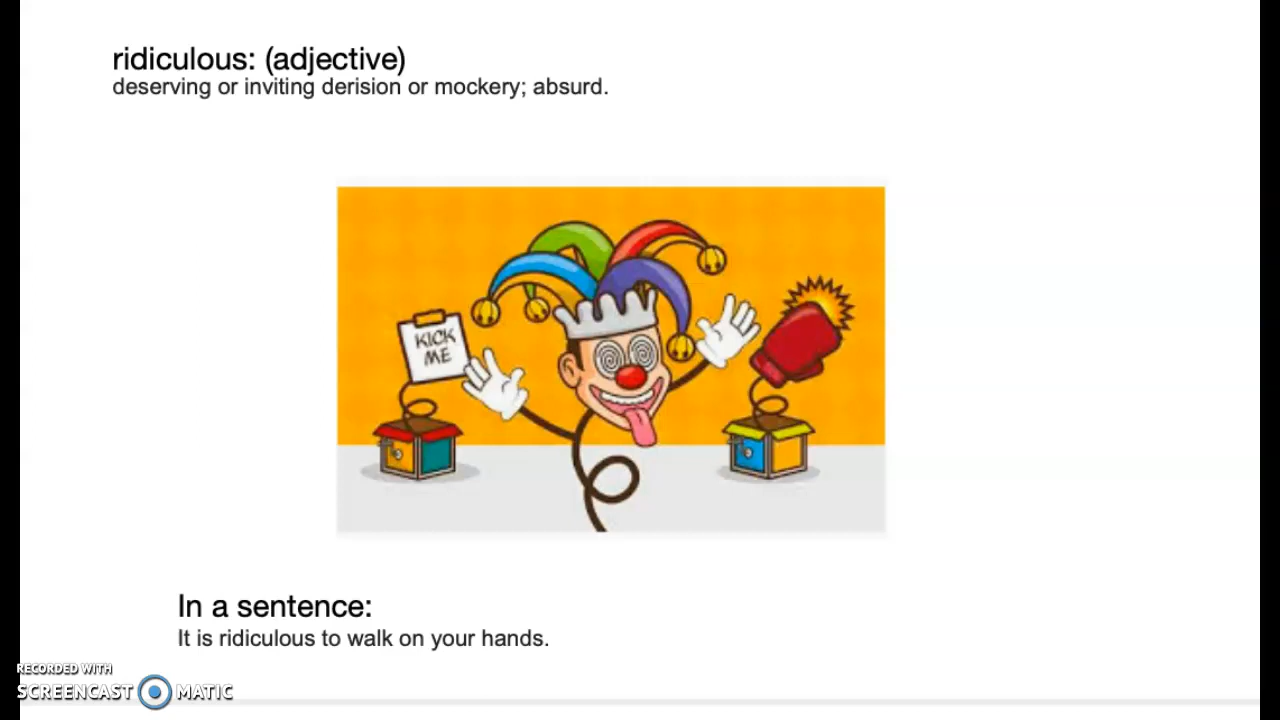 ridiculous: (adjective)
deserving or inviting derision or mockery; absurd.
KICK
ME
In a sentence:
It is ridiculous to walk on your hands.
RECORDED WITH
SCREENCAST MATIC